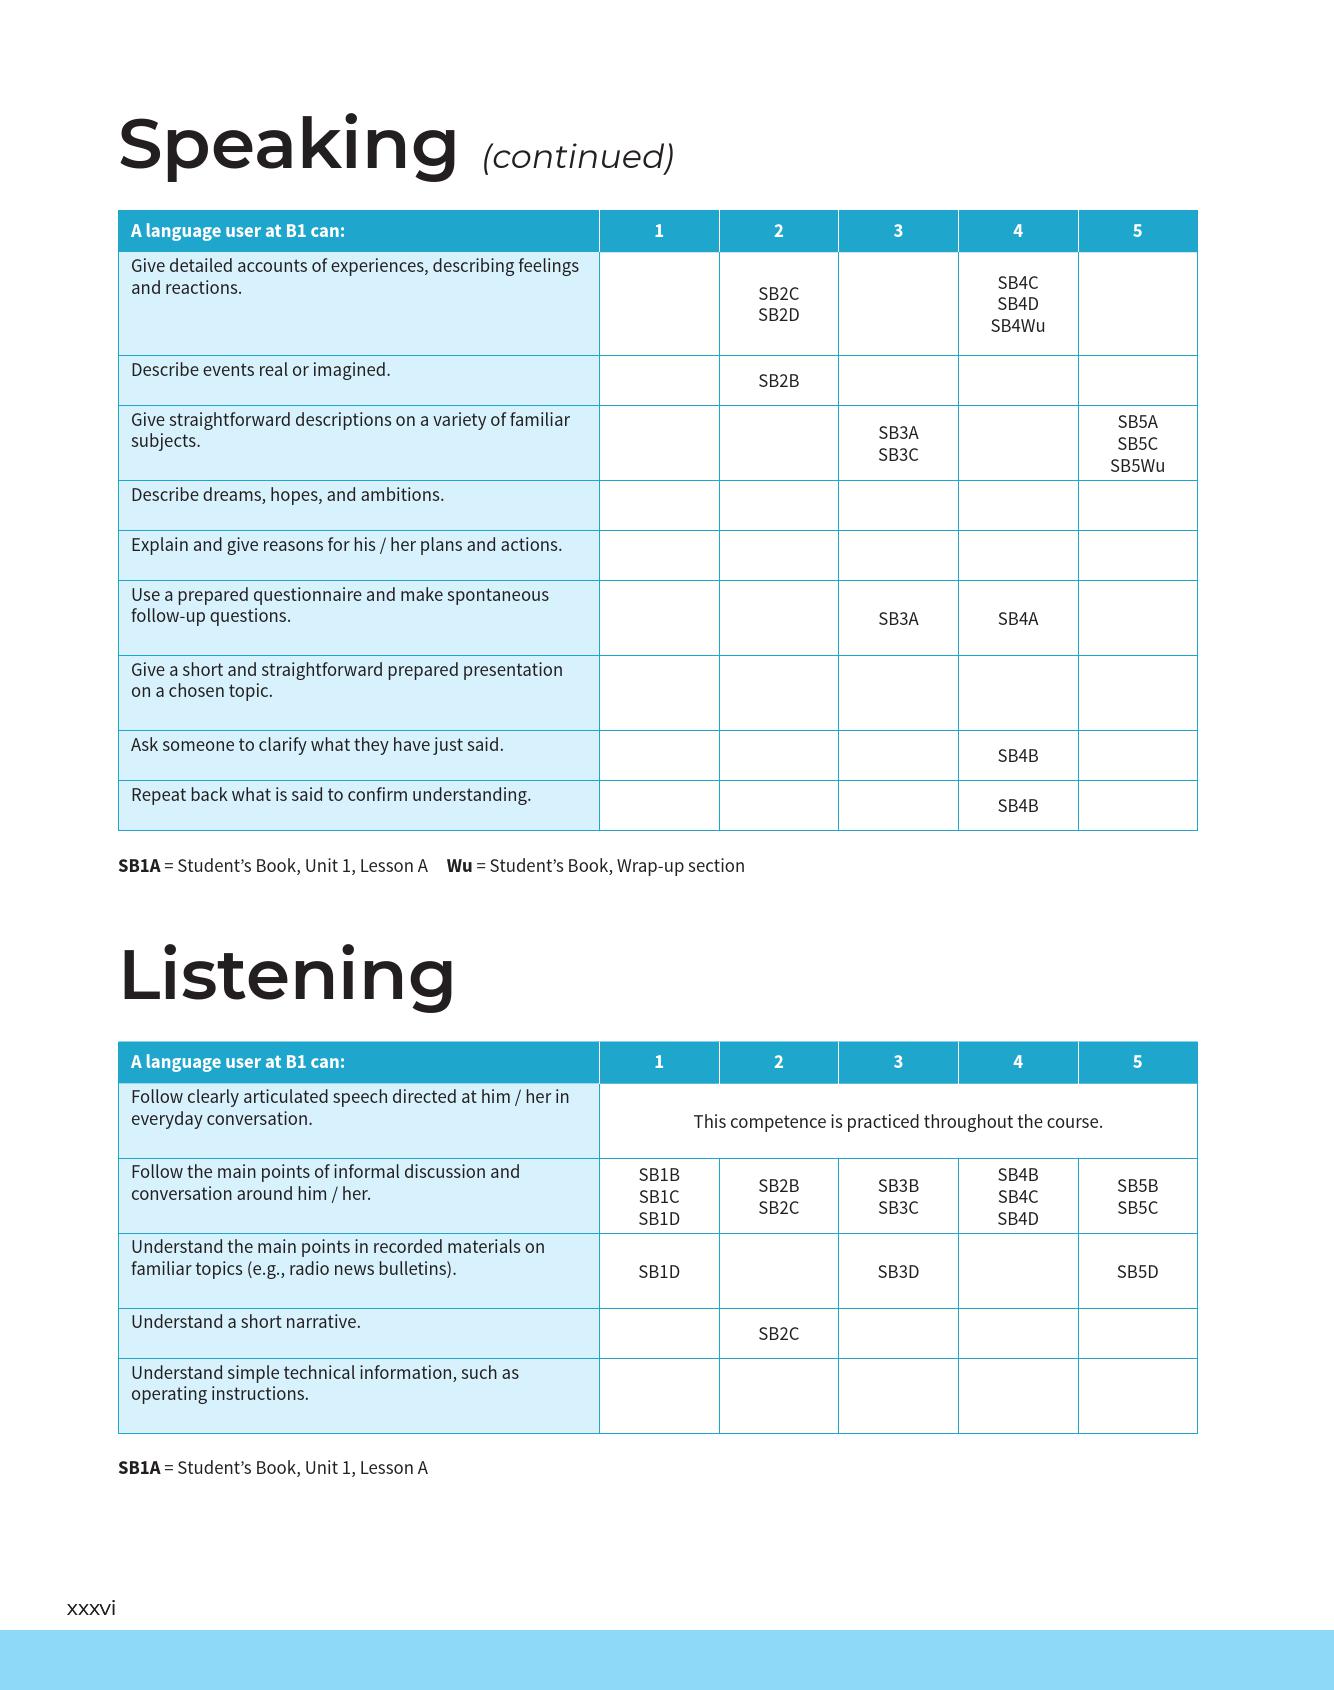 Speaking (continued)
A language user at B1 can: 1 2 3 4 5
Give detailed accounts of experiences, describing feelings
and reactions.
SB2C
SB2D
SB4C
SB4D
SB4Wu
Describe events real or imagined.
SB2B
Give straightforward descriptions on a variety of familiar
subjects.
SB3A
SB3C
SB5A
SB5C
SB5Wu
Describe dreams, hopes, and ambitions.
Explain and give reasons for his / her plans and actions.
Use a prepared questionnaire and make spontaneous
follow-up questions.
SB3A
SB4A
Give a short and straightforward prepared presentation
on a chosen topic.
Ask someone to clarify what they have just said.
SB4B
Repeat back what is said to confirm understanding.
SB4B
SB1A = Student’s Book, Unit 1, Lesson A Wu = Student’s Book, Wrap-up section
Listening
A language user at B1 can: 1 2 3 4 5
Follow clearly articulated speech directed at him / her in
everyday conversation.
This competence is practiced throughout the course.
Follow the main points of informal discussion and
conversation around him / her.
SB1B
SB1C
SB1D
SB2B
SB2C
SB3B
SB3C
SB4B
SB4C
SB4D
SB5B
SB5C
Understand the main points in recorded materials on
familiar topics (e.g., radio news bulletins).
SB1D
SB3D
SB5D
Understand a short narrative.
SB2C
Understand simple technical information, such as
operating instructions.
SB1A = Student’s Book, Unit 1, Lesson A
xxxvi